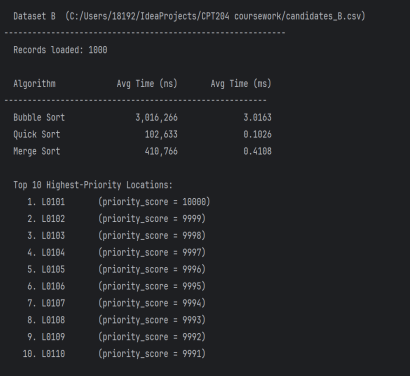 Dataset B  (C:/Users/18192/IdeaProjects/CPT204 coursework/candidates_B.csv)
--------------------------------------------------------
Records loaded: 1000
Algorithm Avg Time (ns) Avg Time (ms)
----------------------------------------------------
Bubble Sort 3,016,266 3.0163
Quick Sort 102,633 0.1026
Merge Sort 410,766 0.4108
Top 10 Highest-Priority Locations:
1. L0101 (priority_score = 10000)
2. L0102 (priority_score = 9999)
3. L0103 (priority_score = 9998)
4. L0104 (priority_score = 9997)
5. L0105 (priority_score = 9996)
6. L0106 (priority_score = 9995)
7. L0107 (priority_score = 9994)
8. L0108 (priority_score = 9993)
9. L0109 (priority_score = 9992)
10. L0110 (priority_score = 9991)